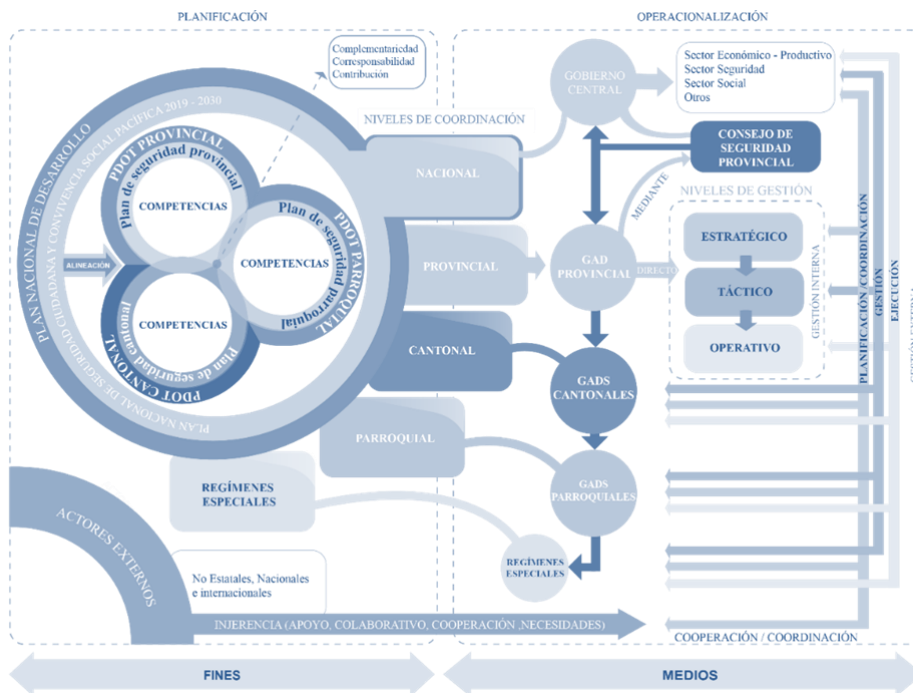 PLANIFICACIÓN
OPERACIONALIZACIÓN
Complementariedad
Corresponsabilidad
Contribución
NIVELES DE COORDINACIÓN
PLAN NACIONAL DE DESARROLLO
PLAN NACIONAL DE SEGURIDAD CIUDADANA Y CONVIVENCIA SOCIAL PACÍFICA 2019 - 2030
PDOT PROVINCIAL
Plan de seguridad provincial
COMPETENCIAS
PDOT PARROQUIAL
Plan de seguridad parroquial
COMPETENCIAS
ALINEACIÓN
COMPETENCIAS
Plan de seguridad cantonal
PDOT CANTONAL
NACIONAL
PROVINCIAL
CANTONAL
PARROQUIAL
REGÍMENES
ESPECIALES
ACTORES EXTERNOS
No Estatales, Nacionales
e internacionales
INJERENCIA (APOYO, COLABORATIVO, COOPERACIÓN ,NECESIDADES)
GOBIERNO
CENTRAL
Sector Económico - Productivo
Sector Seguridad
Sector Social
Otros
CONSEJO DE
SEGURIDAD
PROVINCIAL
MEDIANTE
NIVELES DE GESTIÓN
GAD
PROVINCIAL
DIRECTO
ESTRATÉGICO
TÁCTICO
OPERATIVO
GESTIÓN INTERNA
PLANIFICACIÓN /COORDINACIÓN
GESTIÓN
EJECUCIÓN
GESTIÓN EXTERNA
GADS
CANTONALES
GADS
PARROQUIALES
REGÍMENES
ESPECIALES
COOPERACIÓN / COORDINACIÓN
FINES
MEDIOS